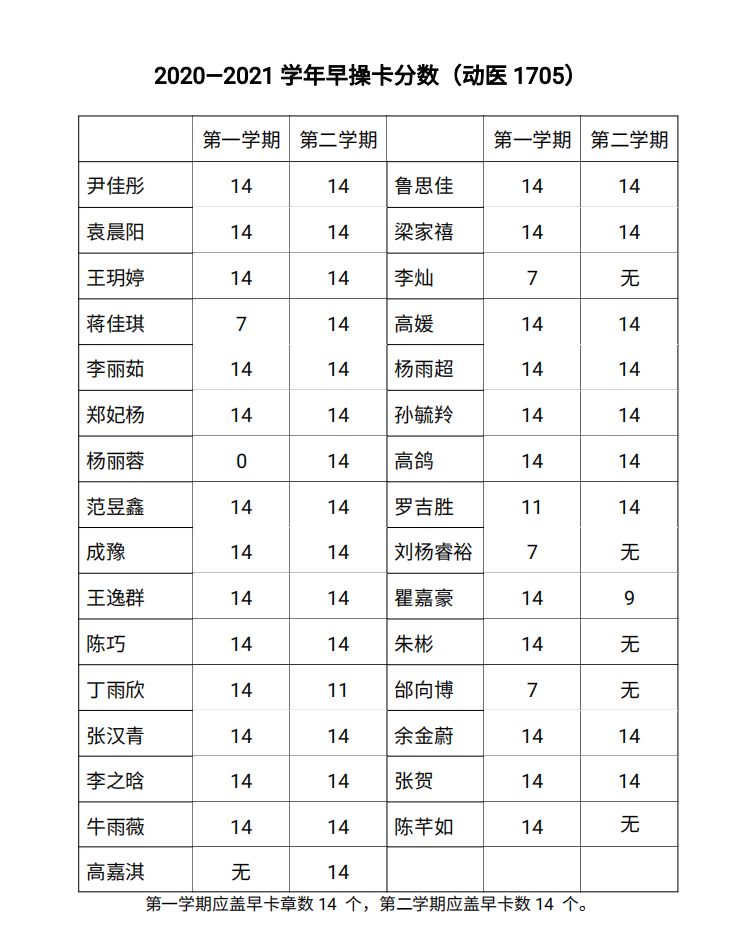 2020—2021 学年早操卡分数（动医 1705）
第一学期 第二学期 第一学期 第二学期
尹佳彤 14 14 鲁思佳 14 14
袁晨阳 14 14 梁家禧 14 14
王玥婷 14 14 李灿 7 无
蒋佳琪 7 14 高媛 14 14
李丽茹 14 14 杨雨超 14 14
郑妃杨 14 14 孙毓羚 14 14
杨丽蓉 0 14 高鸽 14 14
范昱鑫 14 14 罗吉胜 11 14
成豫 14 14 刘杨睿裕 7 无
王逸群 14 14 瞿嘉豪 14 9
陈巧 14 14 朱彬 14 无
丁雨欣 14 11 邰向博 7 无
张汉青 14 14 余金蔚 14 14
李之晗 14 14 张贺 14 14
牛雨薇 14 14 陈芊如 14 无
高嘉淇 无 14
第一学期应盖早卡章数 14 个，第二学期应盖早卡数 14 个。